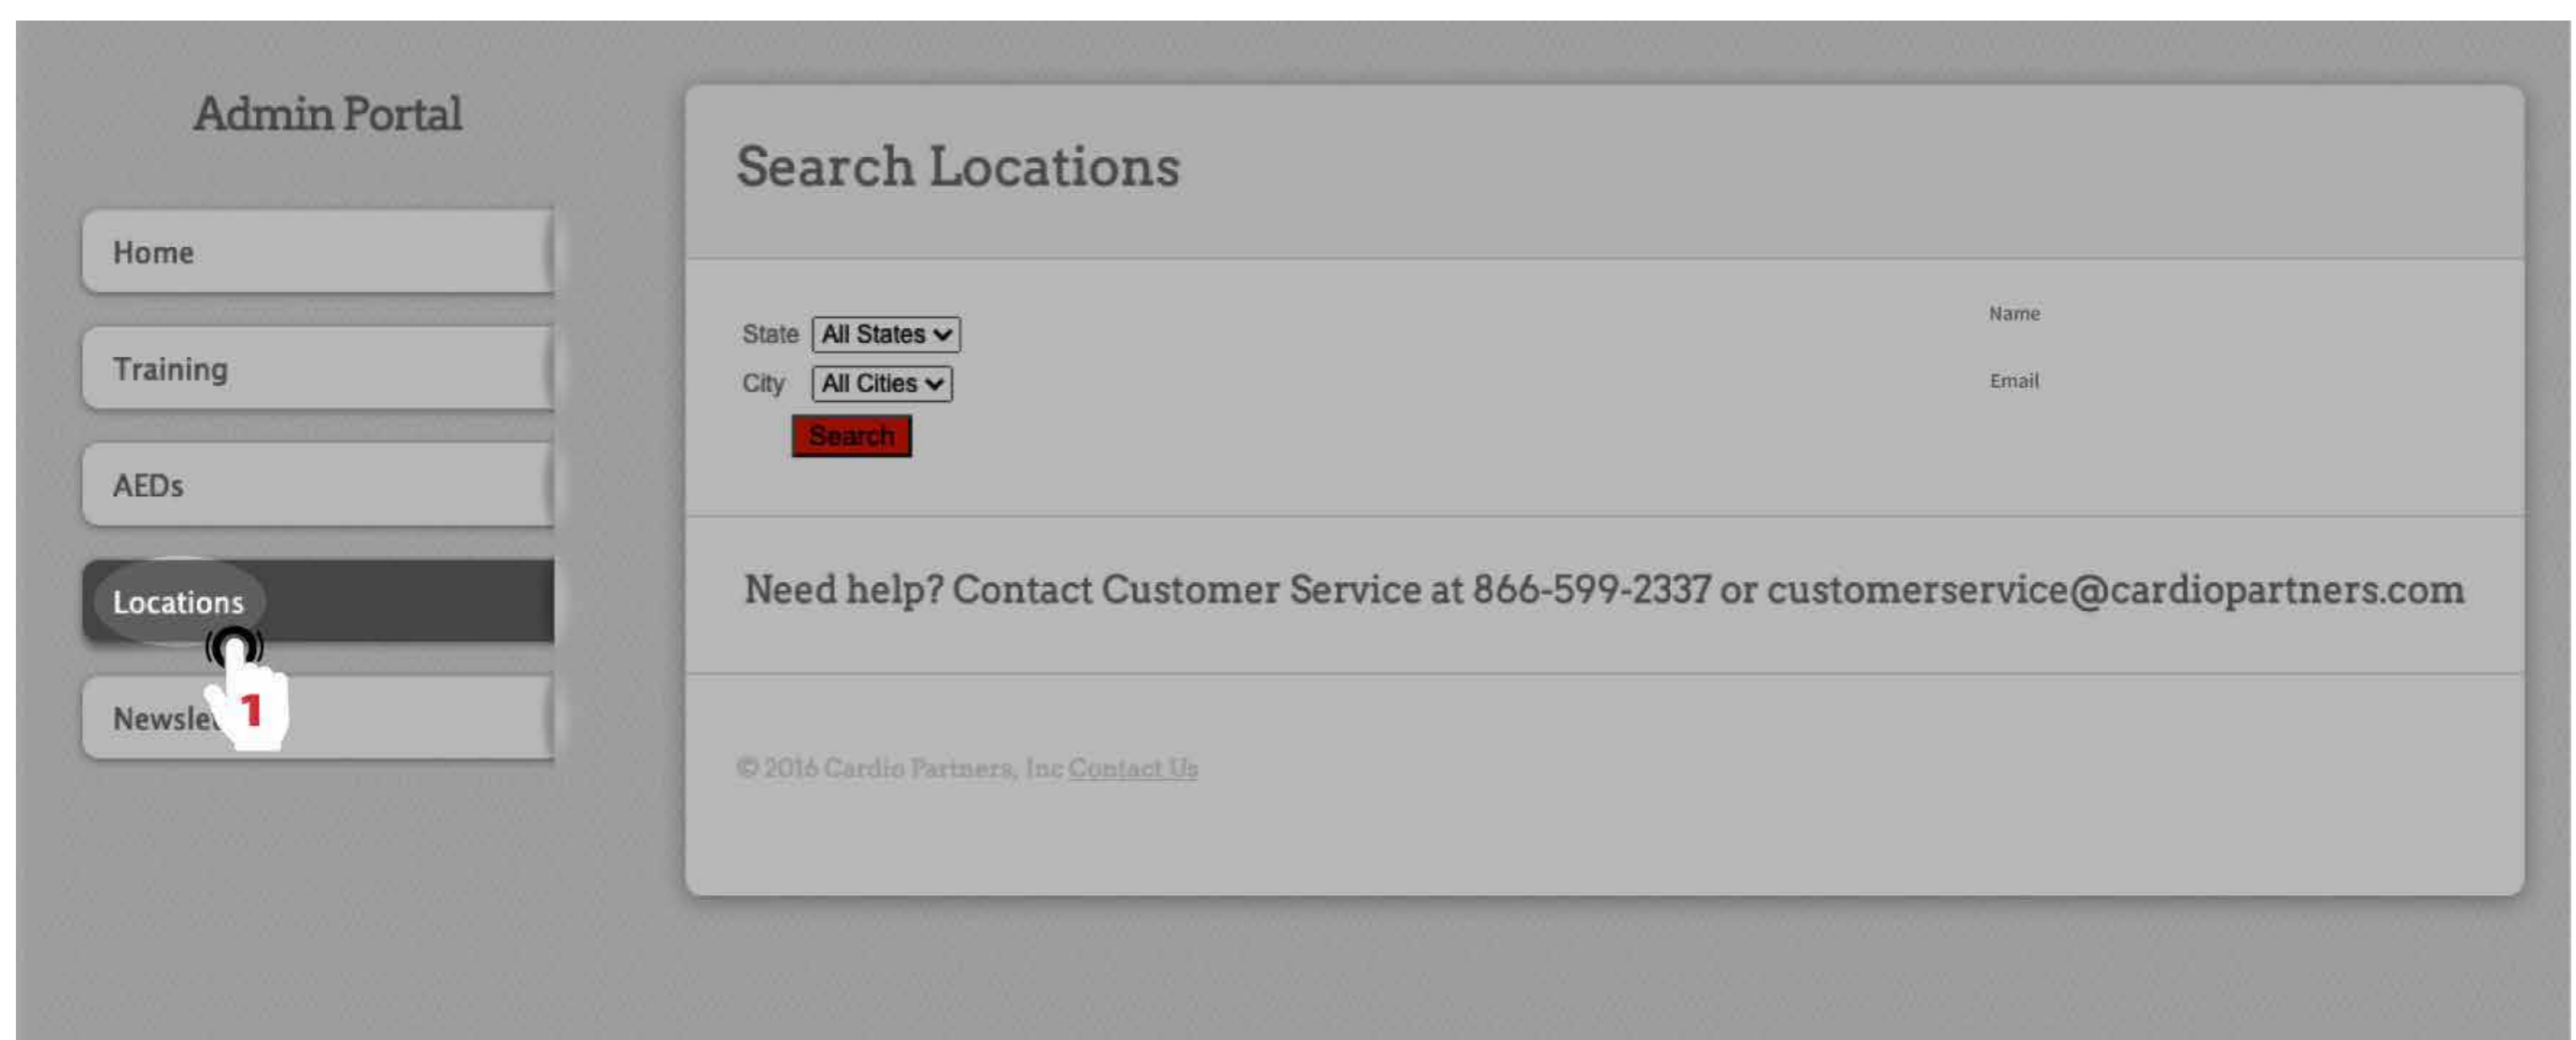 Admin Portal
Home
Training
AEDs
Locations
1
Search Locations
State All States
City All Cities
Search
Name
Email
Need help? Contact Customer Service at 866-599-2337 or customerservice@cardiopartners.com
© 2016 Cardio Partners, Inc Contact Us